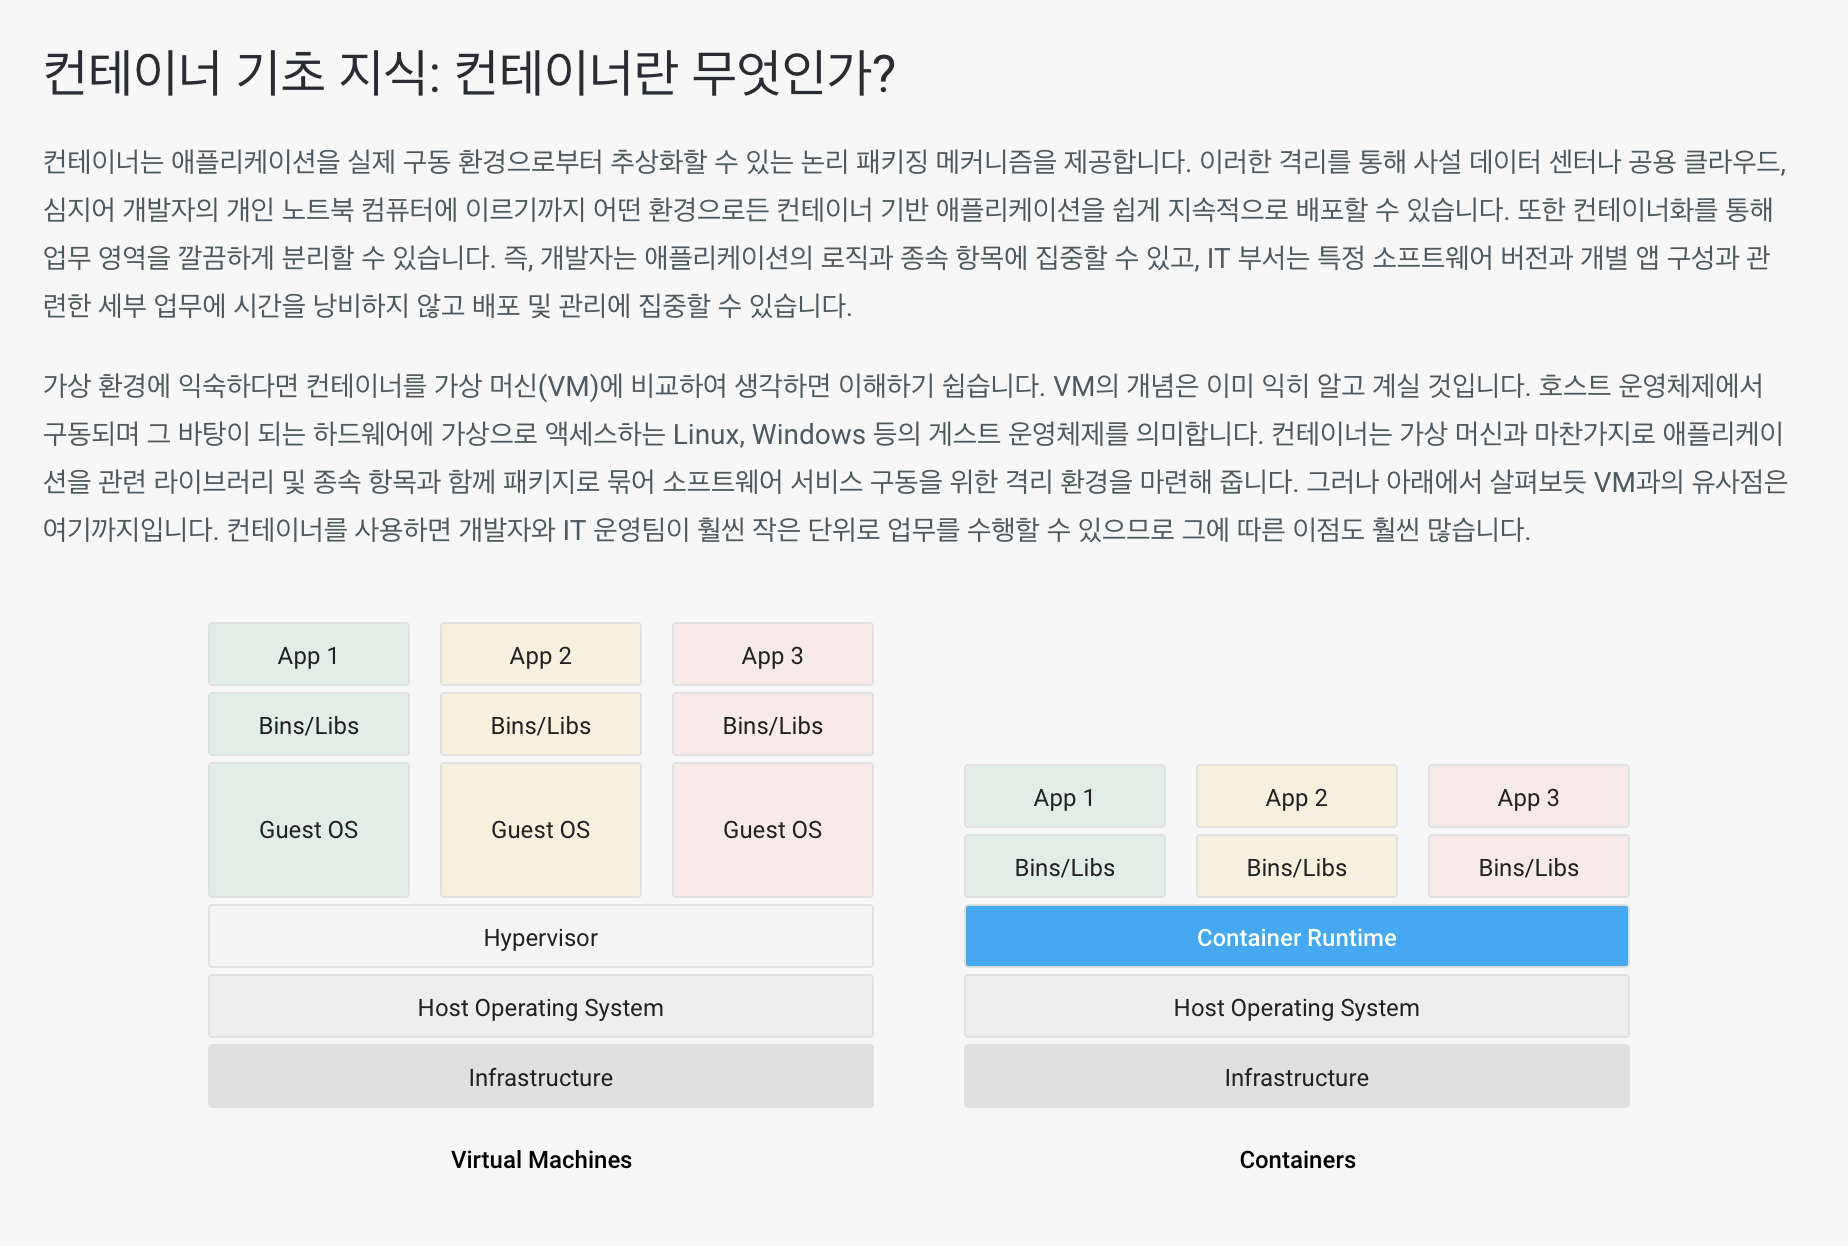 컨테이너 기초 지식: 컨테이너란 무엇인가?
컨테이너는 애플리케이션을 실제 구동 환경으로부터 추상화할 수 있는 논리 패키징 메커니즘을 제공합니다. 이러한 격리를 통해 사설 데이터 센터나 공용 클라우드,
심지어 개발자의 개인 노트북 컴퓨터에 이르기까지 어떤 환경으로든 컨테이너 기반 애플리케이션을 쉽게 지속적으로 배포할 수 있습니다. 또한 컨테이너화를 통해
업무 영역을 깔끔하게 분리할 수 있습니다. 즉, 개발자는 애플리케이션의 로직과 종속 항목에 집중할 수 있고, IT 부서는 특정 소프트웨어 버전과 개별 앱 구성과 관
련한 세부 업무에 시간을 낭비하지 않고 배포 및 관리에 집중할 수 있습니다.
가상 환경에 익숙하다면 컨테이너를 가상 머신(VM)에 비교하여 생각하면 이해하기 쉽습니다. VM의 개념은 이미 익히 알고 계실 것입니다. 호스트 운영체제에서
구동되며 그 바탕이 되는 하드웨어에 가상으로 액세스하는 Linux, Windows 등의 게스트 운영체제를 의미합니다. 컨테이너는 가상 머신과 마찬가지로 애플리케이
션을 관련 라이브러리 및 종속 항목과 함께 패키지로 묶어 소프트웨어 서비스 구동을 위한 격리 환경을 마련해 줍니다. 그러나 아래에서 살펴보듯 VM과의 유사점은
여기까지입니다. 컨테이너를 사용하면 개발자와 IT 운영팀이 훨씬 작은 단위로 업무를 수행할 수 있으므로 그에 따른 이점도 훨씬 많습니다.
App 1 App 2 App 3
Bins/Libs Bins/Libs Bins/Libs
Guest OS Guest OS Guest OS
Hypervisor
Host Operating System
Infrastructure
Virtual Machines
App 1 App 2 App 3
Bins/Libs Bins/Libs Bins/Libs
Container Runtime
Host Operating System
Infrastructure
Containers